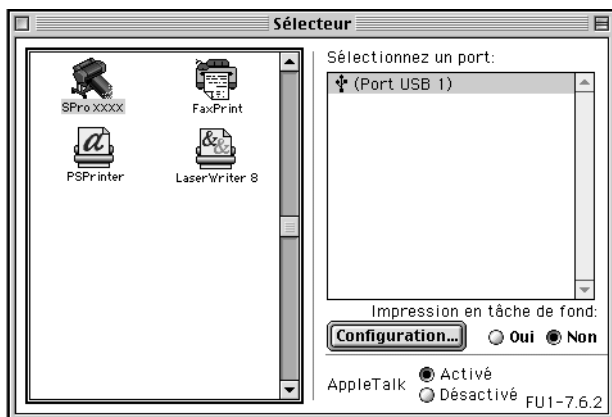 Sélecteur
SPro XXXX
FaxPrint
PSPrinter
LaserWriter 8
Sélectionnez un port:
(Port USB 1)
Impression en tâche de fond:
Configuration...
Oui
Non
AppleTalk
Activé
Désactivé
FU1-7.6.2